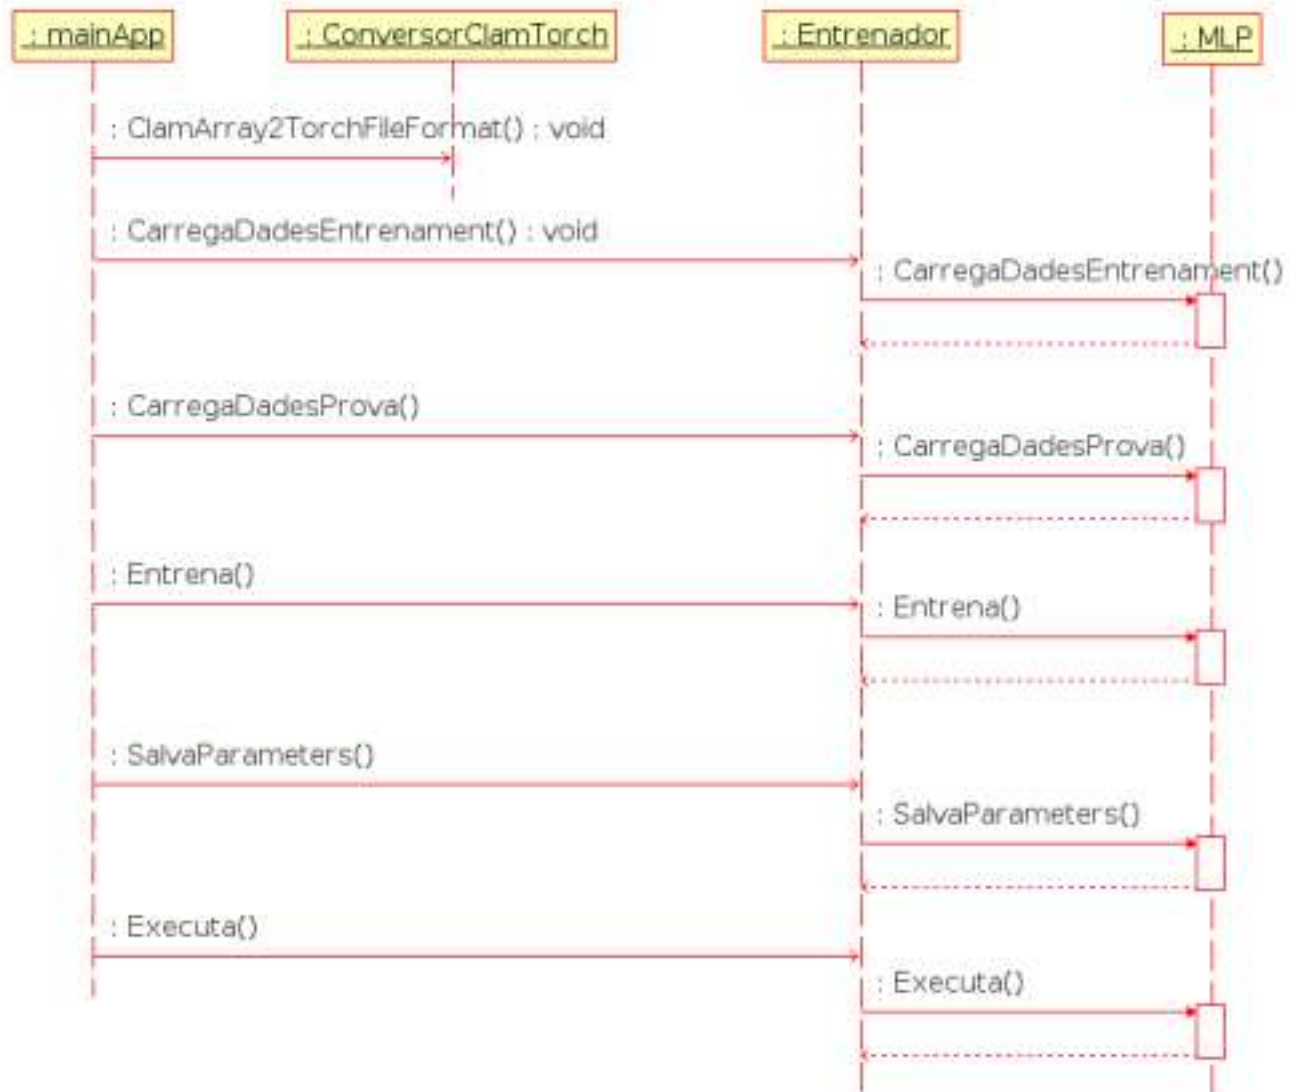 : mainApp
: ConversorClamTorch
: Entrenador
: MLP
: ClamArray2TorchFileFormat() : void
: CarregaDadesEntrenament() : void
: CarregaDadesEntrenament()
: CarregaDadesProva()
: CarregaDadesProva()
: Entrena()
: Entrena()
: SalvaParameters()
: SalvaParameters()
: Executa()
: Executa()